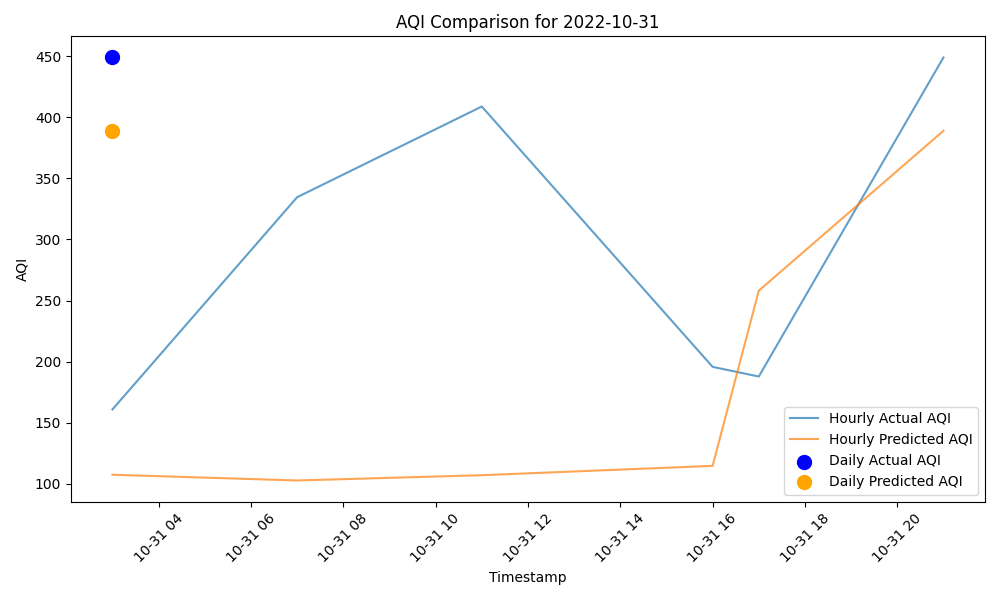 AQI Comparison for 2022-10-31
AQI
450
400
350
300
250
200
150
100
Hourly Actual AQI
Hourly Predicted AQI
Daily Actual AQI
Daily Predicted AQI
10-31 04
10-31 06
10-31 08
10-31 10
10-31 12
10-31 14
10-31 16
10-31 18
10-31 20
Timestamp